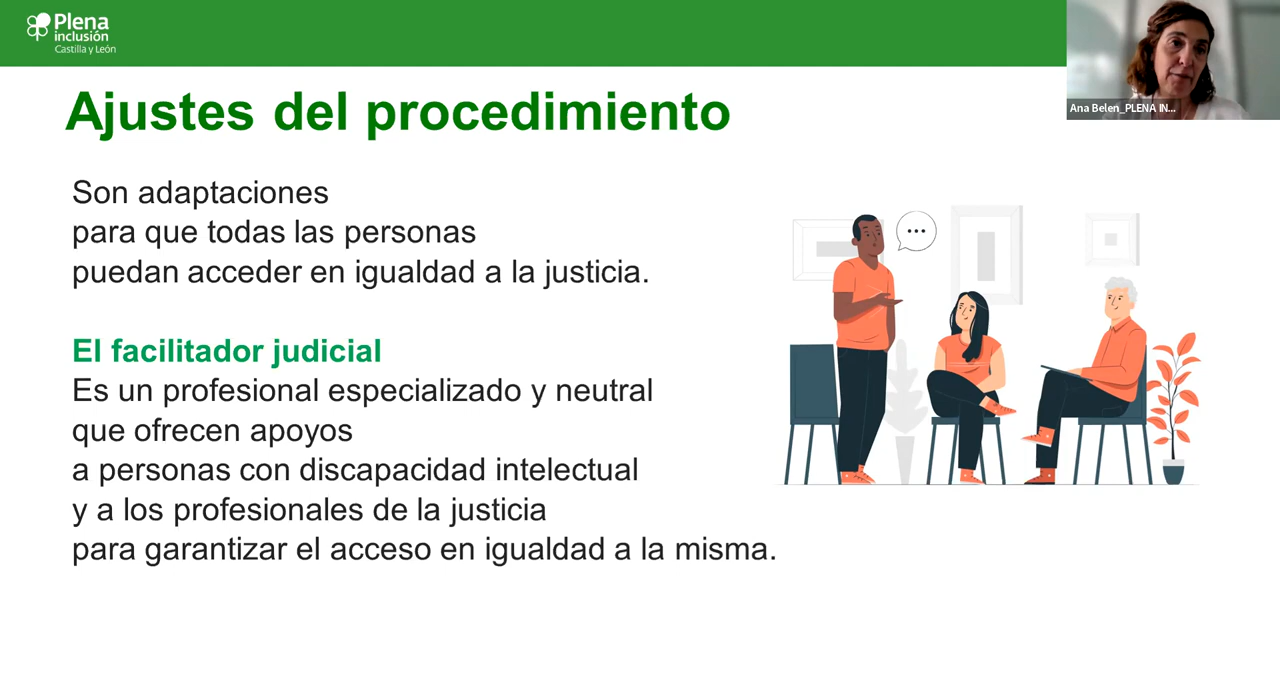 Plena
inclusión
Castilla y León
Ana Belen_PLENA IN...
Ajustes del procedimiento
Son adaptaciones
para que todas las personas
puedan acceder en igualdad a la justicia.
El facilitador judicial
Es un profesional especializado y neutral
que ofrecen apoyos
a personas con discapacidad intelectual
y a los profesionales de la justicia
para garantizar el acceso en igualdad a la misma.